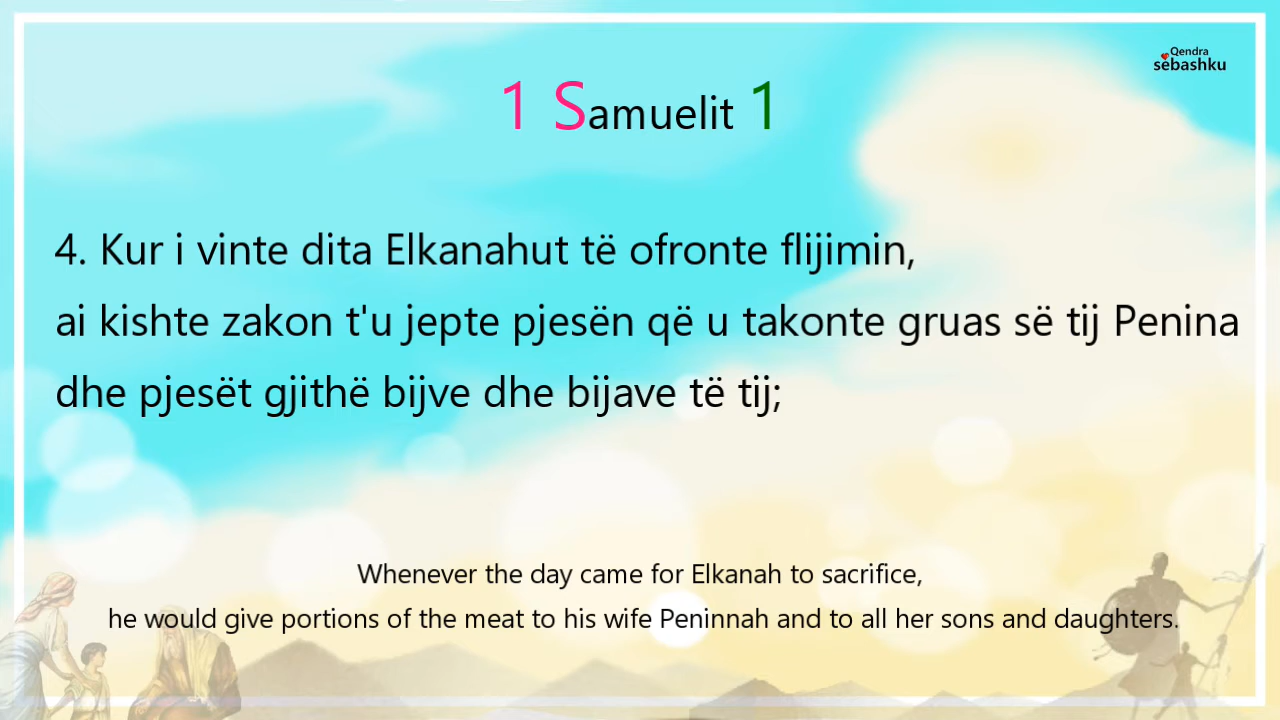 Qendra
sëbashku
1 Samuelit 1
4. Kur i vinte dita Elkanahut të ofronte flijimin,
ai kishte zakon t'u jepte pjesën që u takonte gruas së tij Penina
dhe pjesët gjithë bijve dhe bijave të tij;
Whenever the day came for Elkanah to sacrifice,
he would give portions of the meat to his wife Peninnah and to all her sons and daughters.